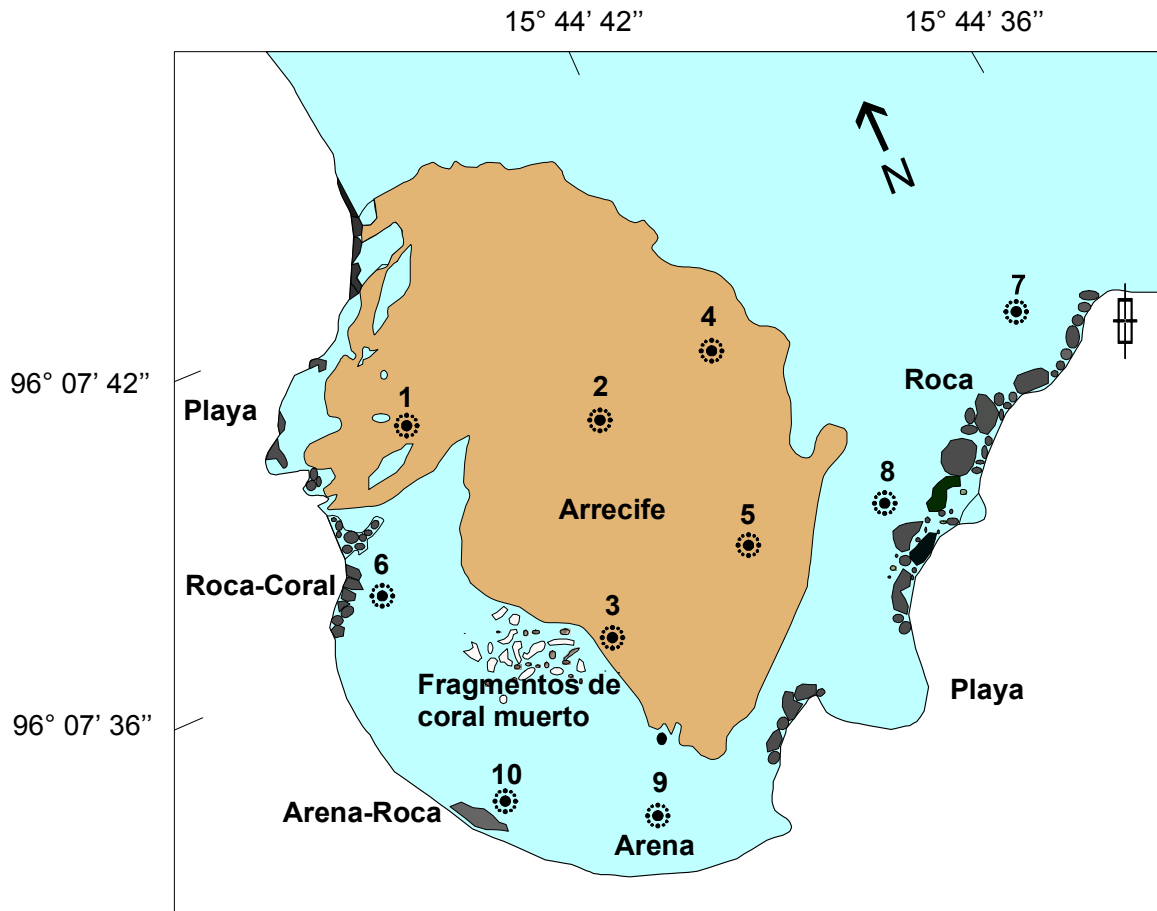 15° 44’ 42’’
15° 44’ 36’’
N
7
4
96° 07’ 42’’
Roca
Playa
1
2
8
Arrecife
5
6
Roca-Coral
3
Fragmentos de
coral muerto
Playa
96° 07’ 36’’
10
9
Arena-Roca
Arena